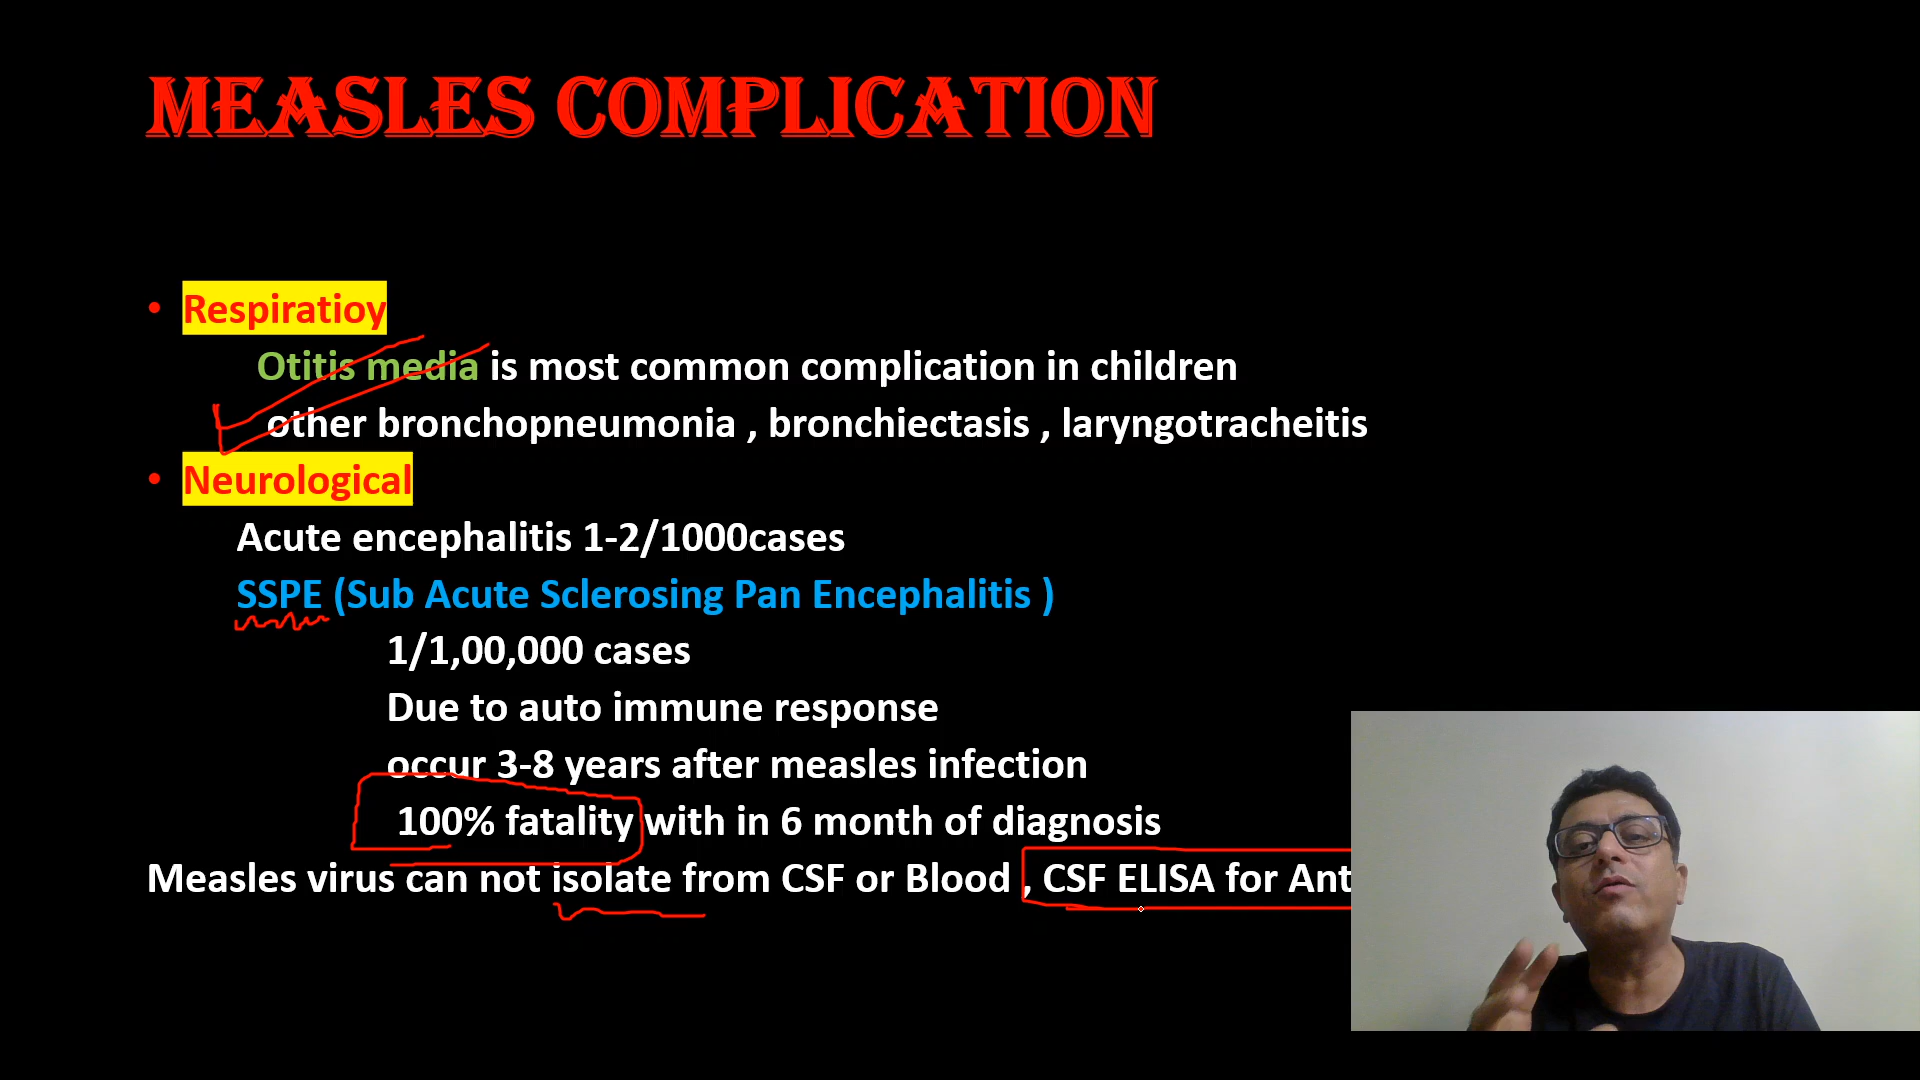 MEASLES COMPLICATION
• Respiratioy
Otitis media is most common complication in children
other bronchopneumonia , bronchiectasis , laryngotracheitis
• Neurological
Acute encephalitis 1-2/1000cases
SSPE (Sub Acute Sclerosing Pan Encephalitis )
1/1,00,000 cases
Due to auto immune response
occur 3-8 years after measles infection
100% fatality with in 6 month of diagnosis
Measles virus can not isolate from CSF or Blood , CSF ELISA for Ant